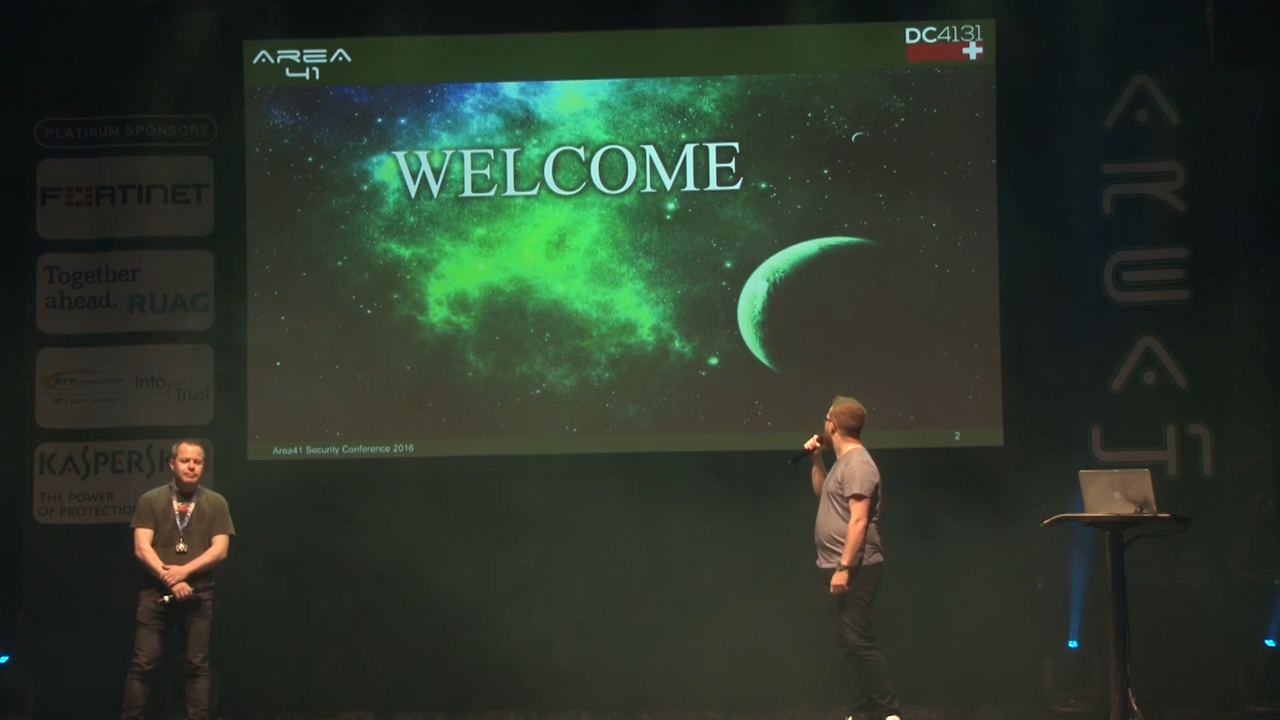 AREA
41
DC4131
WELCOME
Area41 Security Conference 2016
2
PLATINUM SPONSORS
FORTINET
Together
ahead. RUAG
Info
Trust
KASPERSK
THE POWER
OF PROTECTION
AREA
41